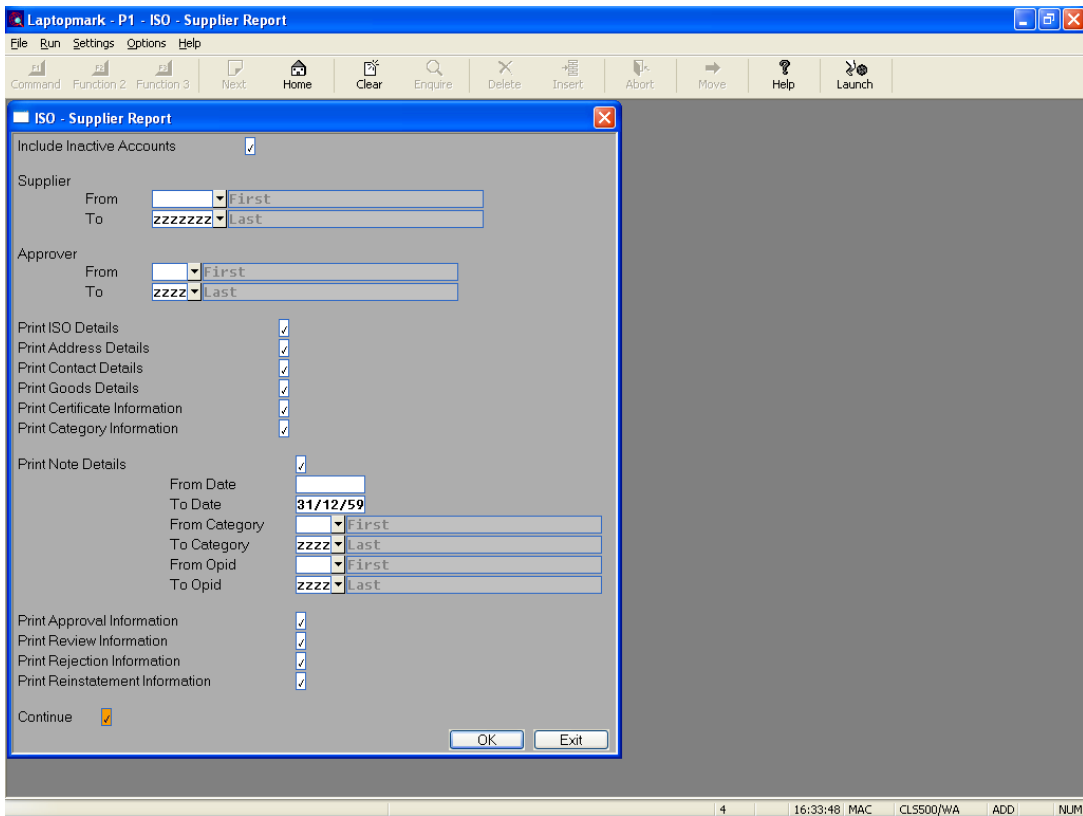 Laptopmark - P1 - ISO - Supplier Report
File Run Settings Options Help
F1 F2 F3
Command Function 2 Function 3 Next Home Clear Enquire Delete Insert Abort Move Help Launch
ISO - Supplier Report
Include Inactive Accounts
Supplier
From First
To zzzzzzz Last
Approver
From First
To zzzz Last
Print ISO Details
Print Address Details
Print Contact Details
Print Goods Details
Print Certificate Information
Print Category Information
Print Note Details
From Date
To Date 31/12/59
From Category First
To Category zzzz Last
From Opid First
To Opid zzzz Last
Print Approval Information
Print Review Information
Print Rejection Information
Print Reinstatement Information
Continue
OK Exit
4 16:33:48 MAC CLS500/WA ADD NUM